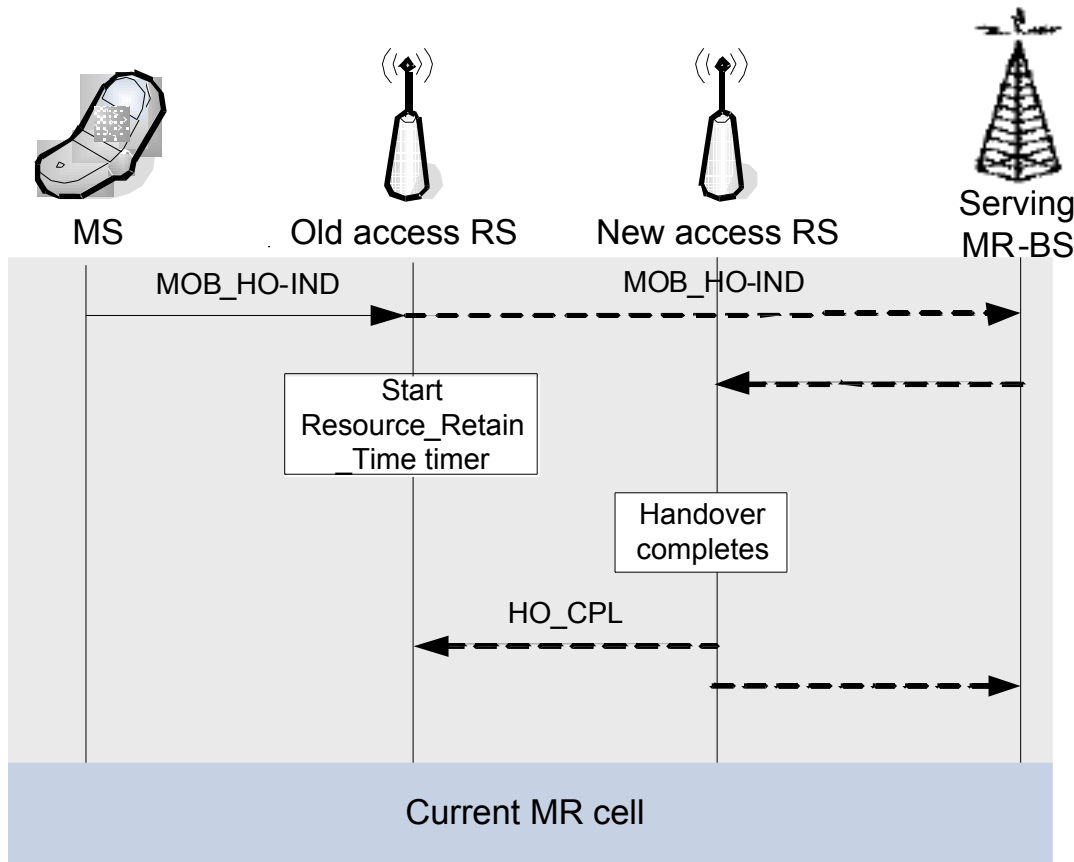 MS
Old access RS
New access RS
Serving
MR-BS
MOB_HO-IND
MOB_HO-IND
Start
Resource_Retain
_Time timer
Handover
completes
HO_CPL
Current MR cell